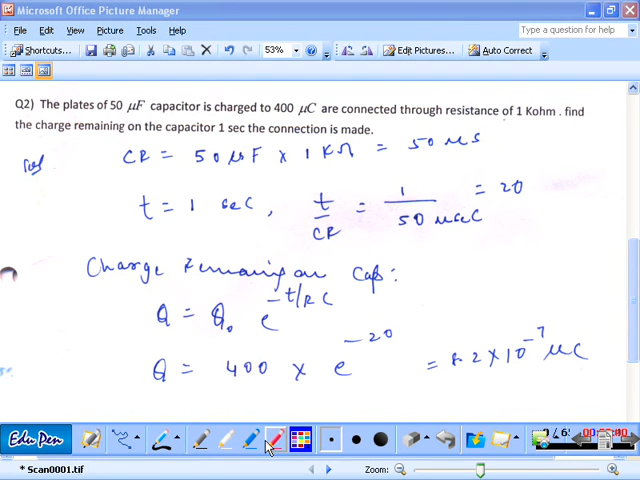 Microsoft Office Picture Manager
File Edit View Picture Tools Help
Type a question for help
Shortcuts... 53% Edit Pictures... Auto Correct
Q2) The plates of 50 μF capacitor is charged to 400 μC are connected through resistance of 1 Kohm . find
the charge remaining on the capacitor 1 sec the connection is made.
CR = 50 μF x 1 KΩ = 50 μs
t = 1 sec, t/CR = 1/50 μsec = 20
Charge Remaining on Cap:
Q = Q₀ e^-t/RC
Q = 400 x e^-20 = 8.2 x 10^-7 μC
Edu Pen
* Scan0001.tif
Zoom: